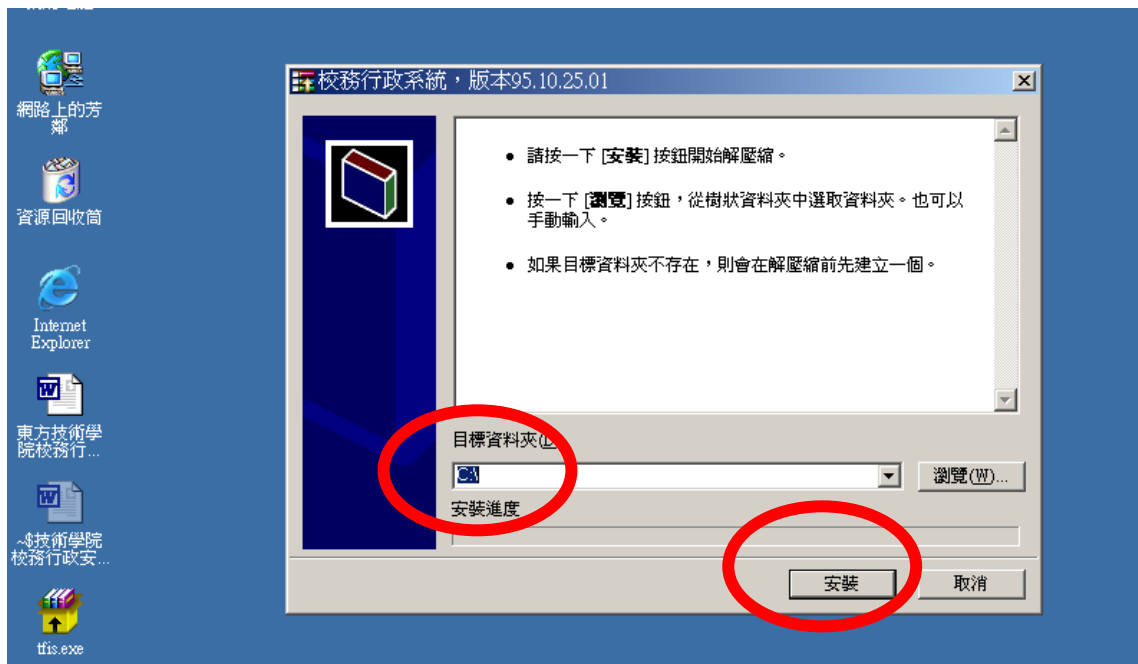 網路上的芳
鄰
資源回收筒
Internet
Explorer
東方技術學
院校務行...
~$技術學院
校務行政安...
tfis.exe
校務行政系統，版本95.10.25.01
• 請按一下 [安裝] 按鈕開始解壓縮。
• 按一下 [瀏覽] 按鈕，從樹狀資料夾中選取資料夾。也可以
手動輸入。
• 如果目標資料夾不存在，則會在解壓縮前先建立一個。
目標資料夾(D
C:\
瀏覽(W)...
安裝進度
安裝
取消